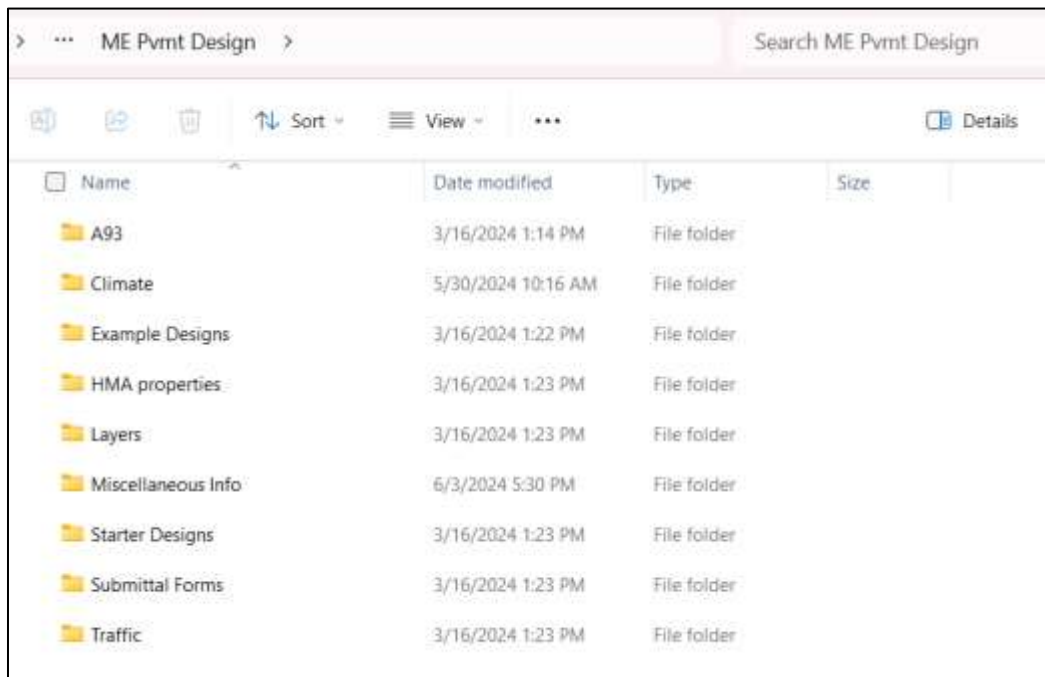 > ... ME Pvmt Design > Search ME Pvmt Design
Sort View ... Details
Name Date modified Type Size
A93 3/16/2024 1:14 PM File folder
Climate 5/30/2024 10:16 AM File folder
Example Designs 3/16/2024 1:22 PM File folder
HMA properties 3/16/2024 1:23 PM File folder
Layers 3/16/2024 1:23 PM File folder
Miscellaneous Info 6/3/2024 5:30 PM File folder
Starter Designs 3/16/2024 1:23 PM File folder
Submittal Forms 3/16/2024 1:23 PM File folder
Traffic 3/16/2024 1:23 PM File folder